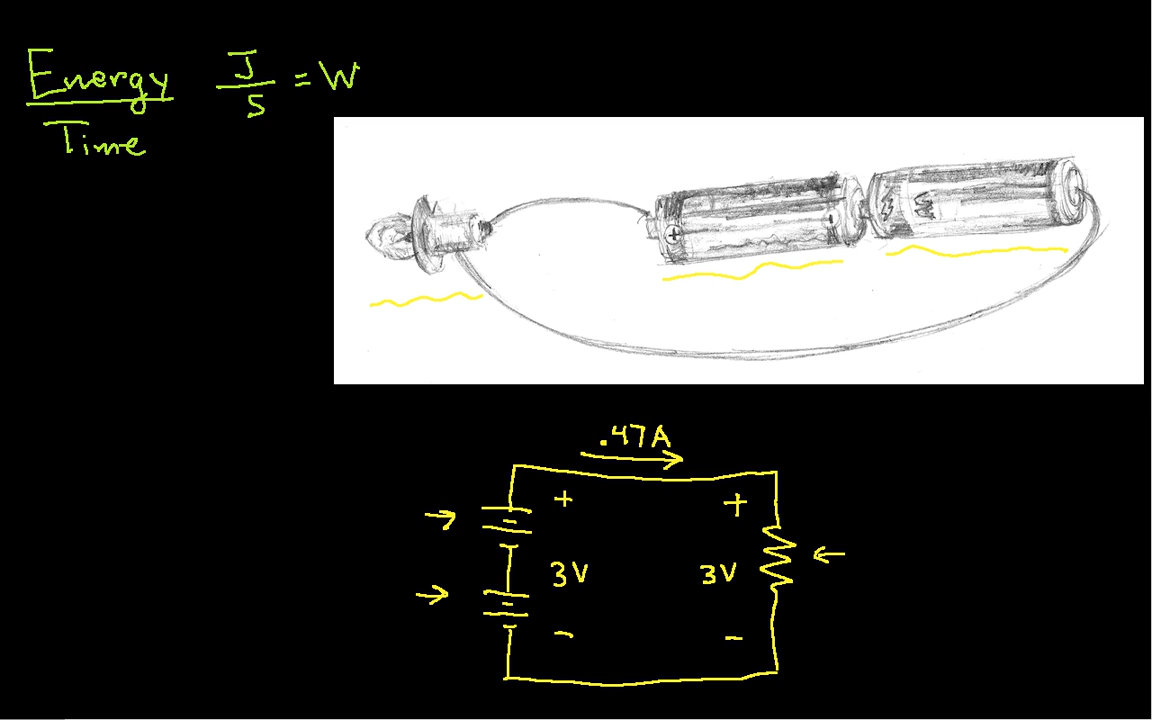 Energy J/s = W
Time
+
.47A
+ +
3V 3V
- -